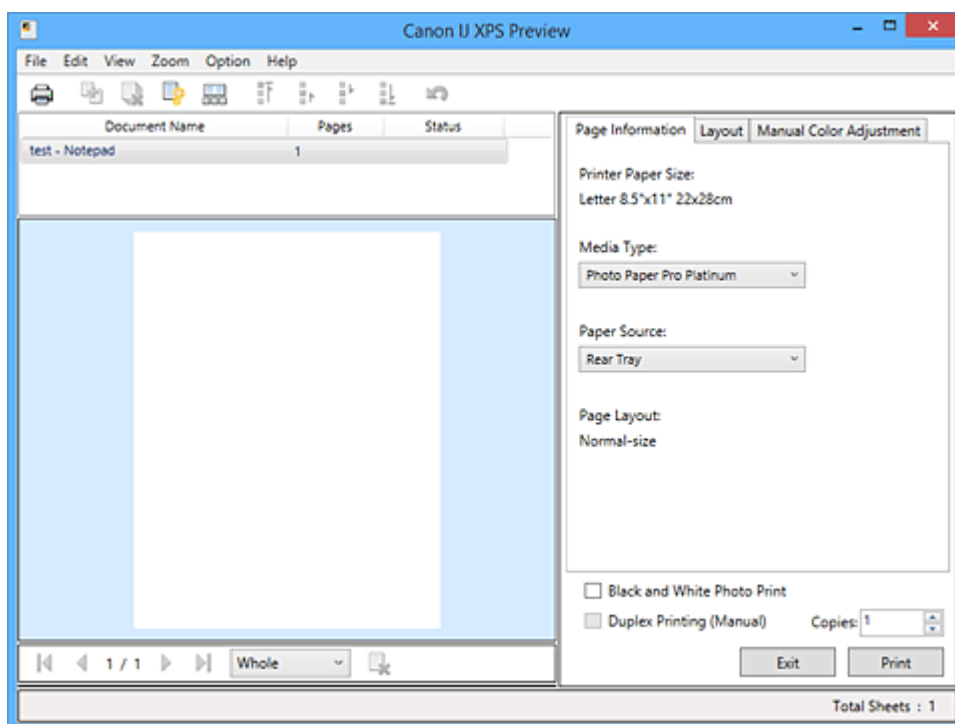 Canon IJ XPS Preview
File Edit View Zoom Option Help
Document Name Pages Status
test - Notepad 1
Page Information Layout Manual Color Adjustment
Printer Paper Size:
Letter 8.5"x11" 22x28cm
Media Type:
Photo Paper Pro Platinum
Paper Source:
Rear Tray
Page Layout:
Normal-size
Black and White Photo Print
Duplex Printing (Manual) Copies: 1
1 / 1 Whole
Exit Print
Total Sheets : 1